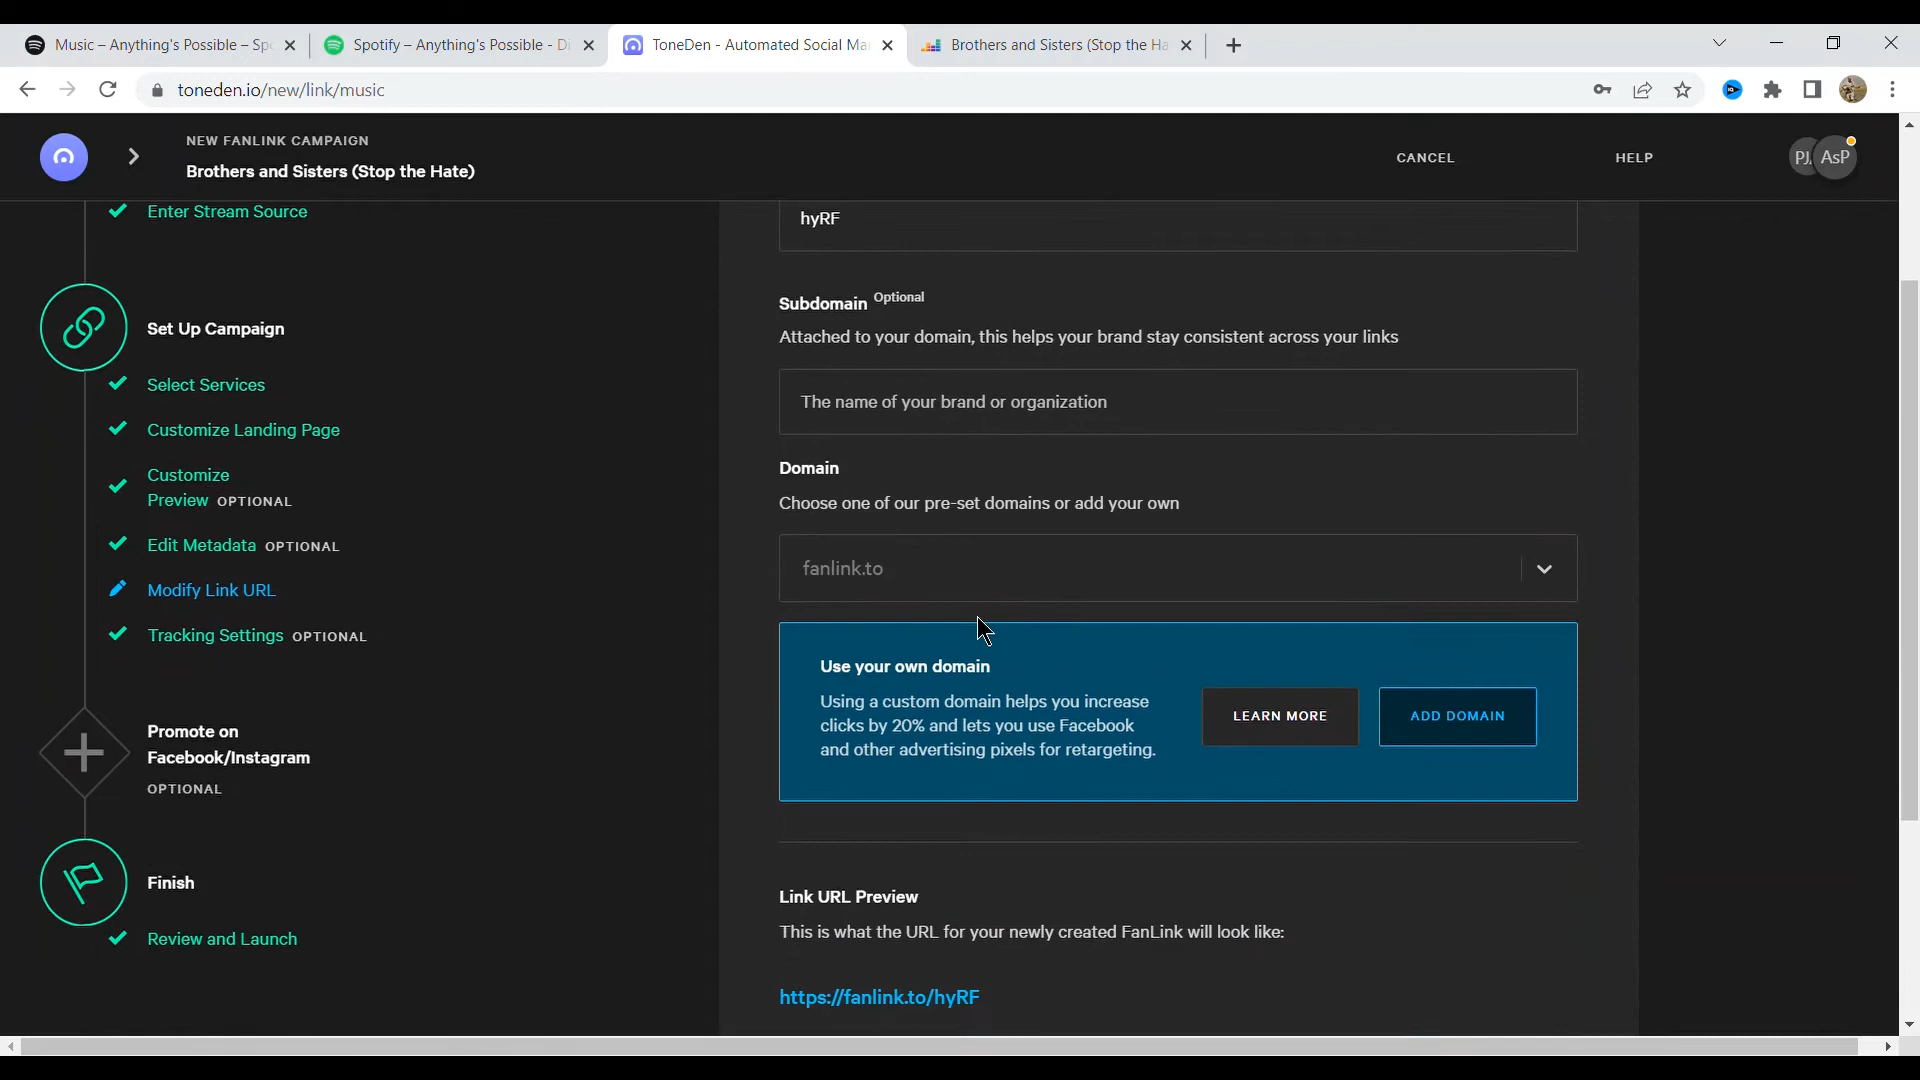 Music – Anything's Possible – Sp
Spotify – Anything's Possible - Di
ToneDen - Automated Social Mar
Brothers and Sisters (Stop the Ha
toneden.io/new/link/music
NEW FANLINK CAMPAIGN
Brothers and Sisters (Stop the Hate)
CANCEL
HELP
PJ
AsP
Enter Stream Source
Set Up Campaign
Select Services
Customize Landing Page
Customize
Preview OPTIONAL
Edit Metadata OPTIONAL
Modify Link URL
Tracking Settings OPTIONAL
Promote on
Facebook/Instagram
OPTIONAL
Finish
Review and Launch
hyRF
Subdomain Optional
Attached to your domain, this helps your brand stay consistent across your links
The name of your brand or organization
Domain
Choose one of our pre-set domains or add your own
fanlink.to
Use your own domain
Using a custom domain helps you increase
clicks by 20% and lets you use Facebook
and other advertising pixels for retargeting.
LEARN MORE
ADD DOMAIN
Link URL Preview
This is what the URL for your newly created FanLink will look like:
https://fanlink.to/hyRF